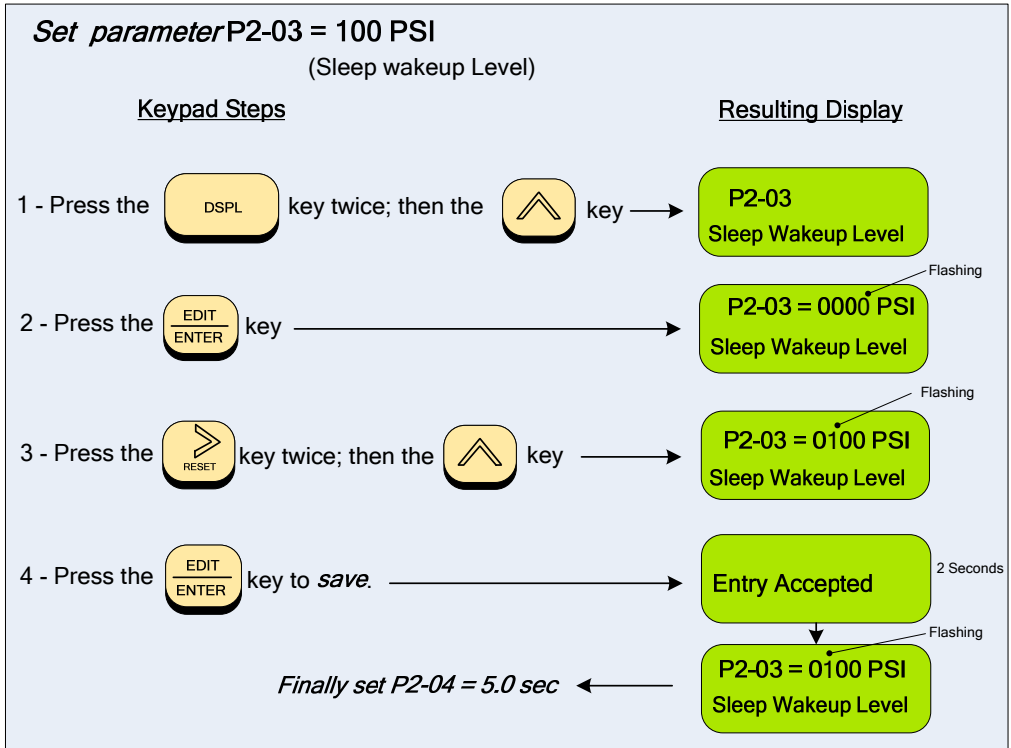 Set parameter P2-03 = 100 PSI
(Sleep wakeup Level)
Keypad Steps
Resulting Display
1 - Press the DSPL key twice; then the key
P2-03
Sleep Wakeup Level
Flashing
2 - Press the EDIT ENTER key
P2-03 = 0000 PSI
Sleep Wakeup Level
Flashing
3 - Press the RESET key twice; then the key
P2-03 = 0100 PSI
Sleep Wakeup Level
4 - Press the EDIT ENTER key to save.
Entry Accepted
2 Seconds
Flashing
P2-03 = 0100 PSI
Sleep Wakeup Level
Finally set P2-04 = 5.0 sec